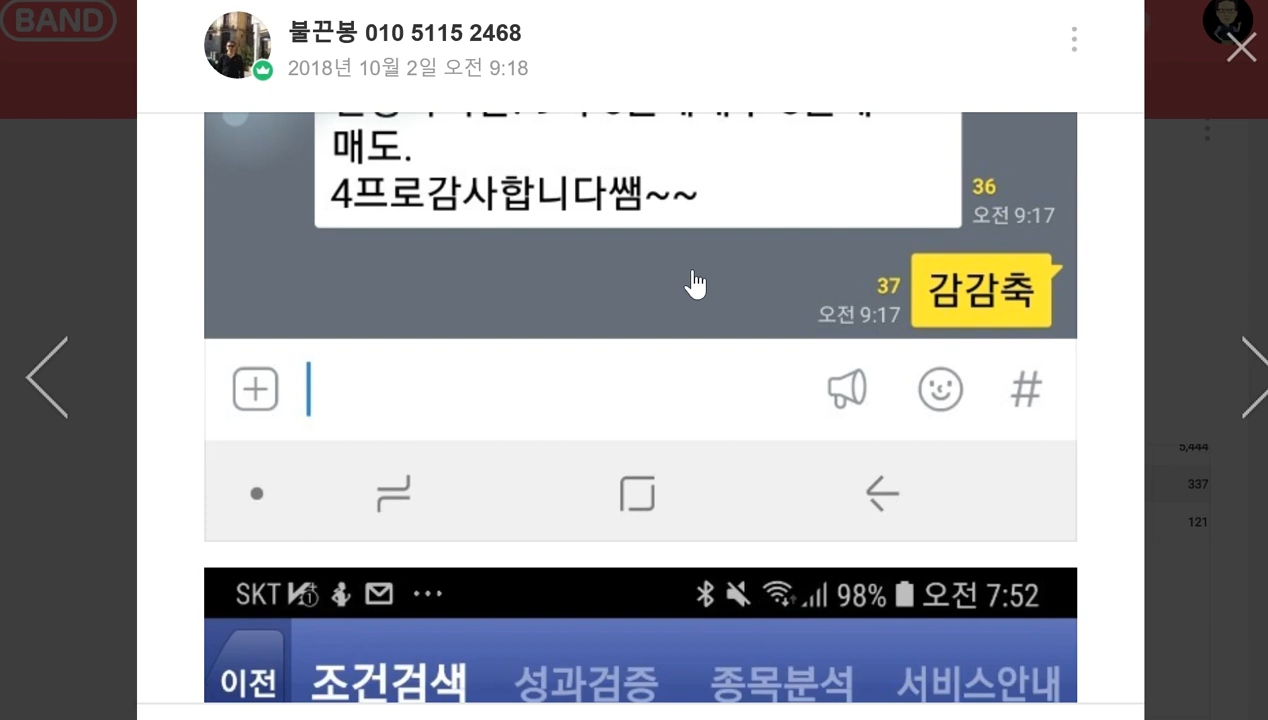 BAND
불끈봉 010 5115 2468
2018년 10월 2일 오전 9:18
매도.
4프로감사합니다쌤~~
36
오전 9:17
37
오전 9:17
감감축
#
5,444
337
121
SKT
98% 오전 7:52
이전 조건검색 성과검증 종목분석 서비스안내